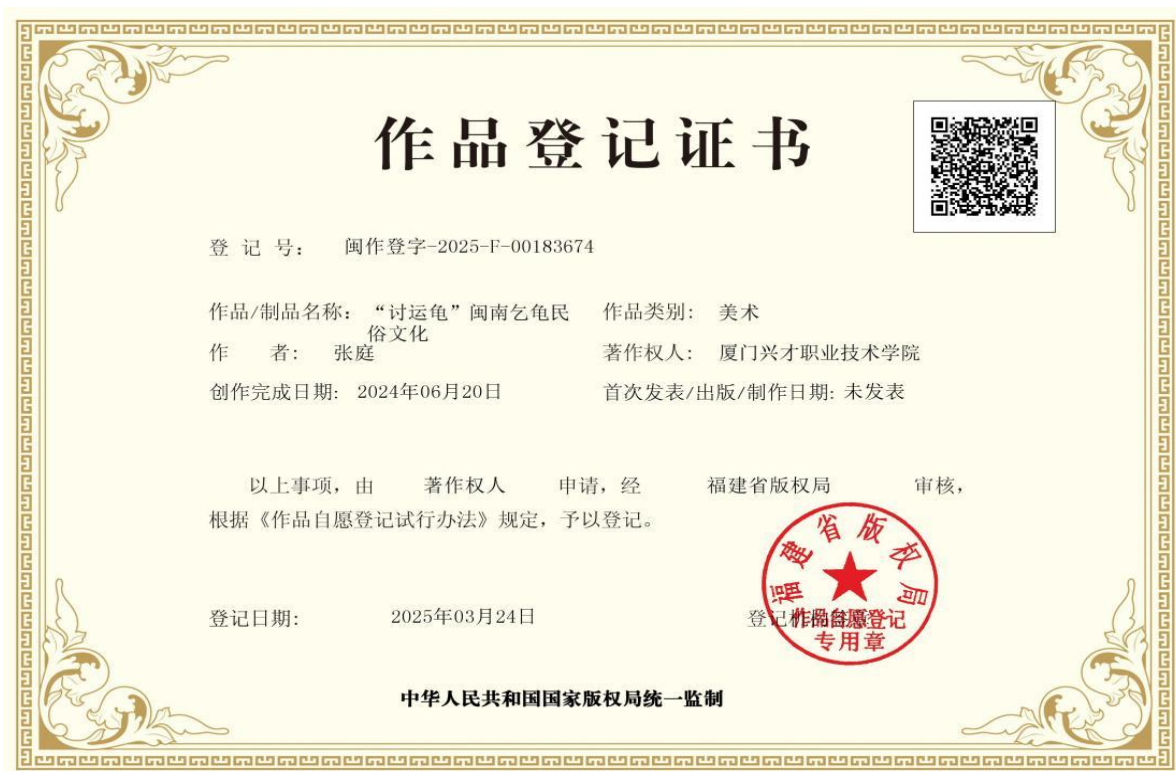 作品登记证书
登 记 号： 闽作登字-2025-F-00183674
作品/制品名称：“讨运龟”闽南乞龟民 作品类别： 美术
俗文化
作 者： 张庭 著作权人： 厦门兴才职业技术学院
创作完成日期： 2024年06月20日 首次发表/出版/制作日期: 未发表
以上事项，由 著作权人 申请，经 福建省版权局 审核，
根据《作品自愿登记试行办法》规定，予以登记。
福建省版权局
登记日期： 2025年03月24日 登记机构签章
作品自愿登记
专用章
中华人民共和国国家版权局统一监制